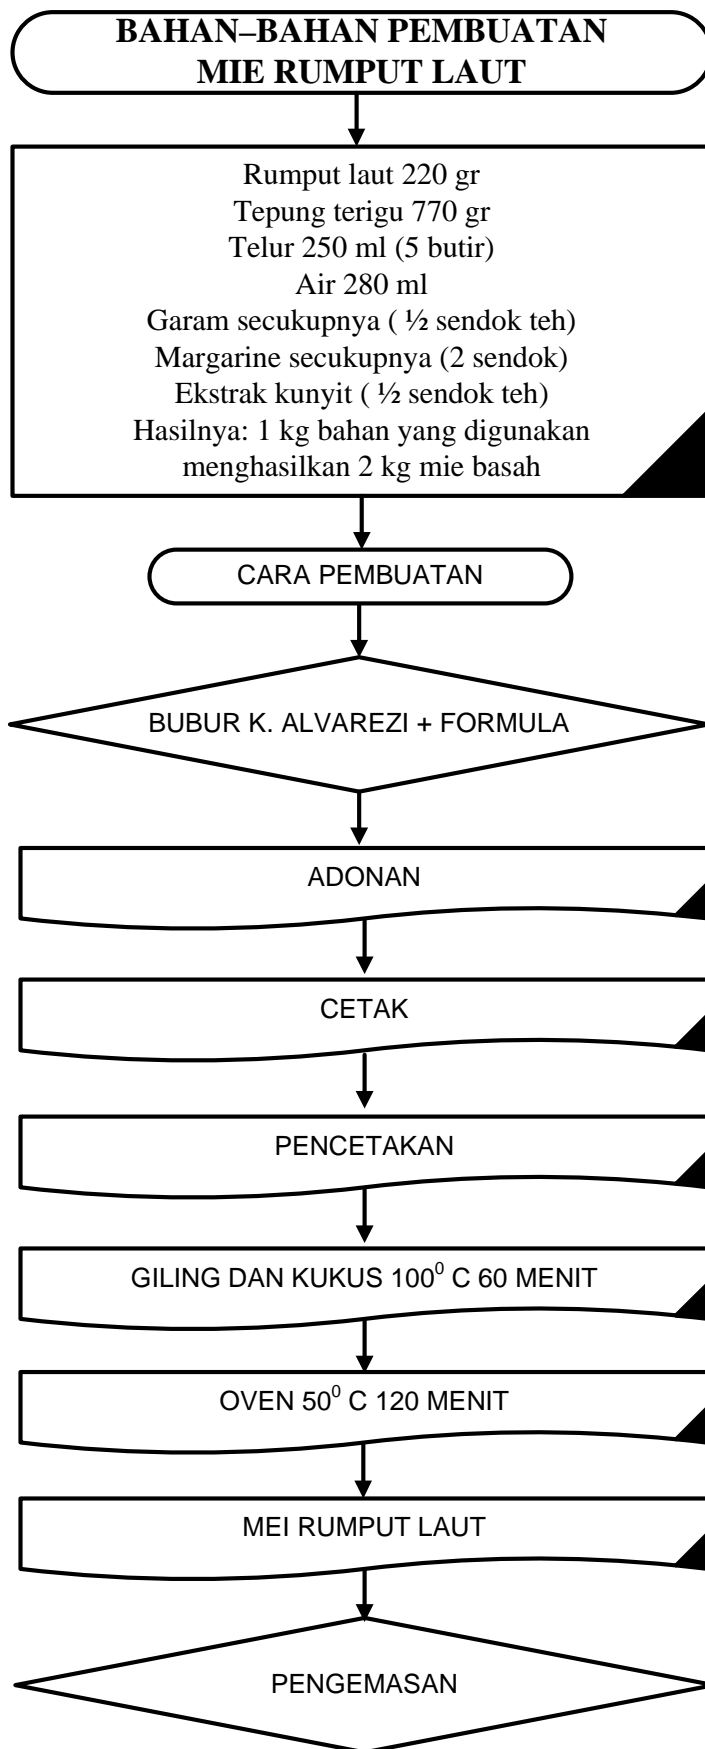 BAHAN–BAHAN PEMBUATAN
MIE RUMPUT LAUT
Rumput laut 220 gr
Tepung terigu 770 gr
Telur 250 ml (5 butir)
Air 280 ml
Garam secukupnya ( ½ sendok teh)
Margarine secukupnya (2 sendok)
Ekstrak kunyit ( ½ sendok teh)
Hasilnya: 1 kg bahan yang digunakan
menghasilkan 2 kg mie basah
CARA PEMBUATAN
BUBUR K. ALVAREZI + FORMULA
ADONAN
CETAK
PENCETAKAN
GILING DAN KUKUS 100⁰ C 60 MENIT
OVEN 50⁰ C 120 MENIT
MEI RUMPUT LAUT
PENGEMASAN